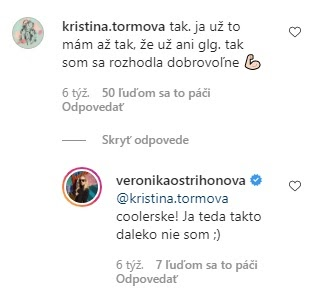 kristina.tormova tak. ja už to
mám až tak, že už ani glg. tak
som sa rozhodla dobrovoľne 💪🏻
6 týž. 50 ľuďom sa to páči
Odpovedať
Skryť odpovede
veronikaostrihonova
@kristina.tormova
coolerske! Ja teda takto
daleko nie som ;)
6 týž. 7 ľuďom sa to páči
Odpovedať